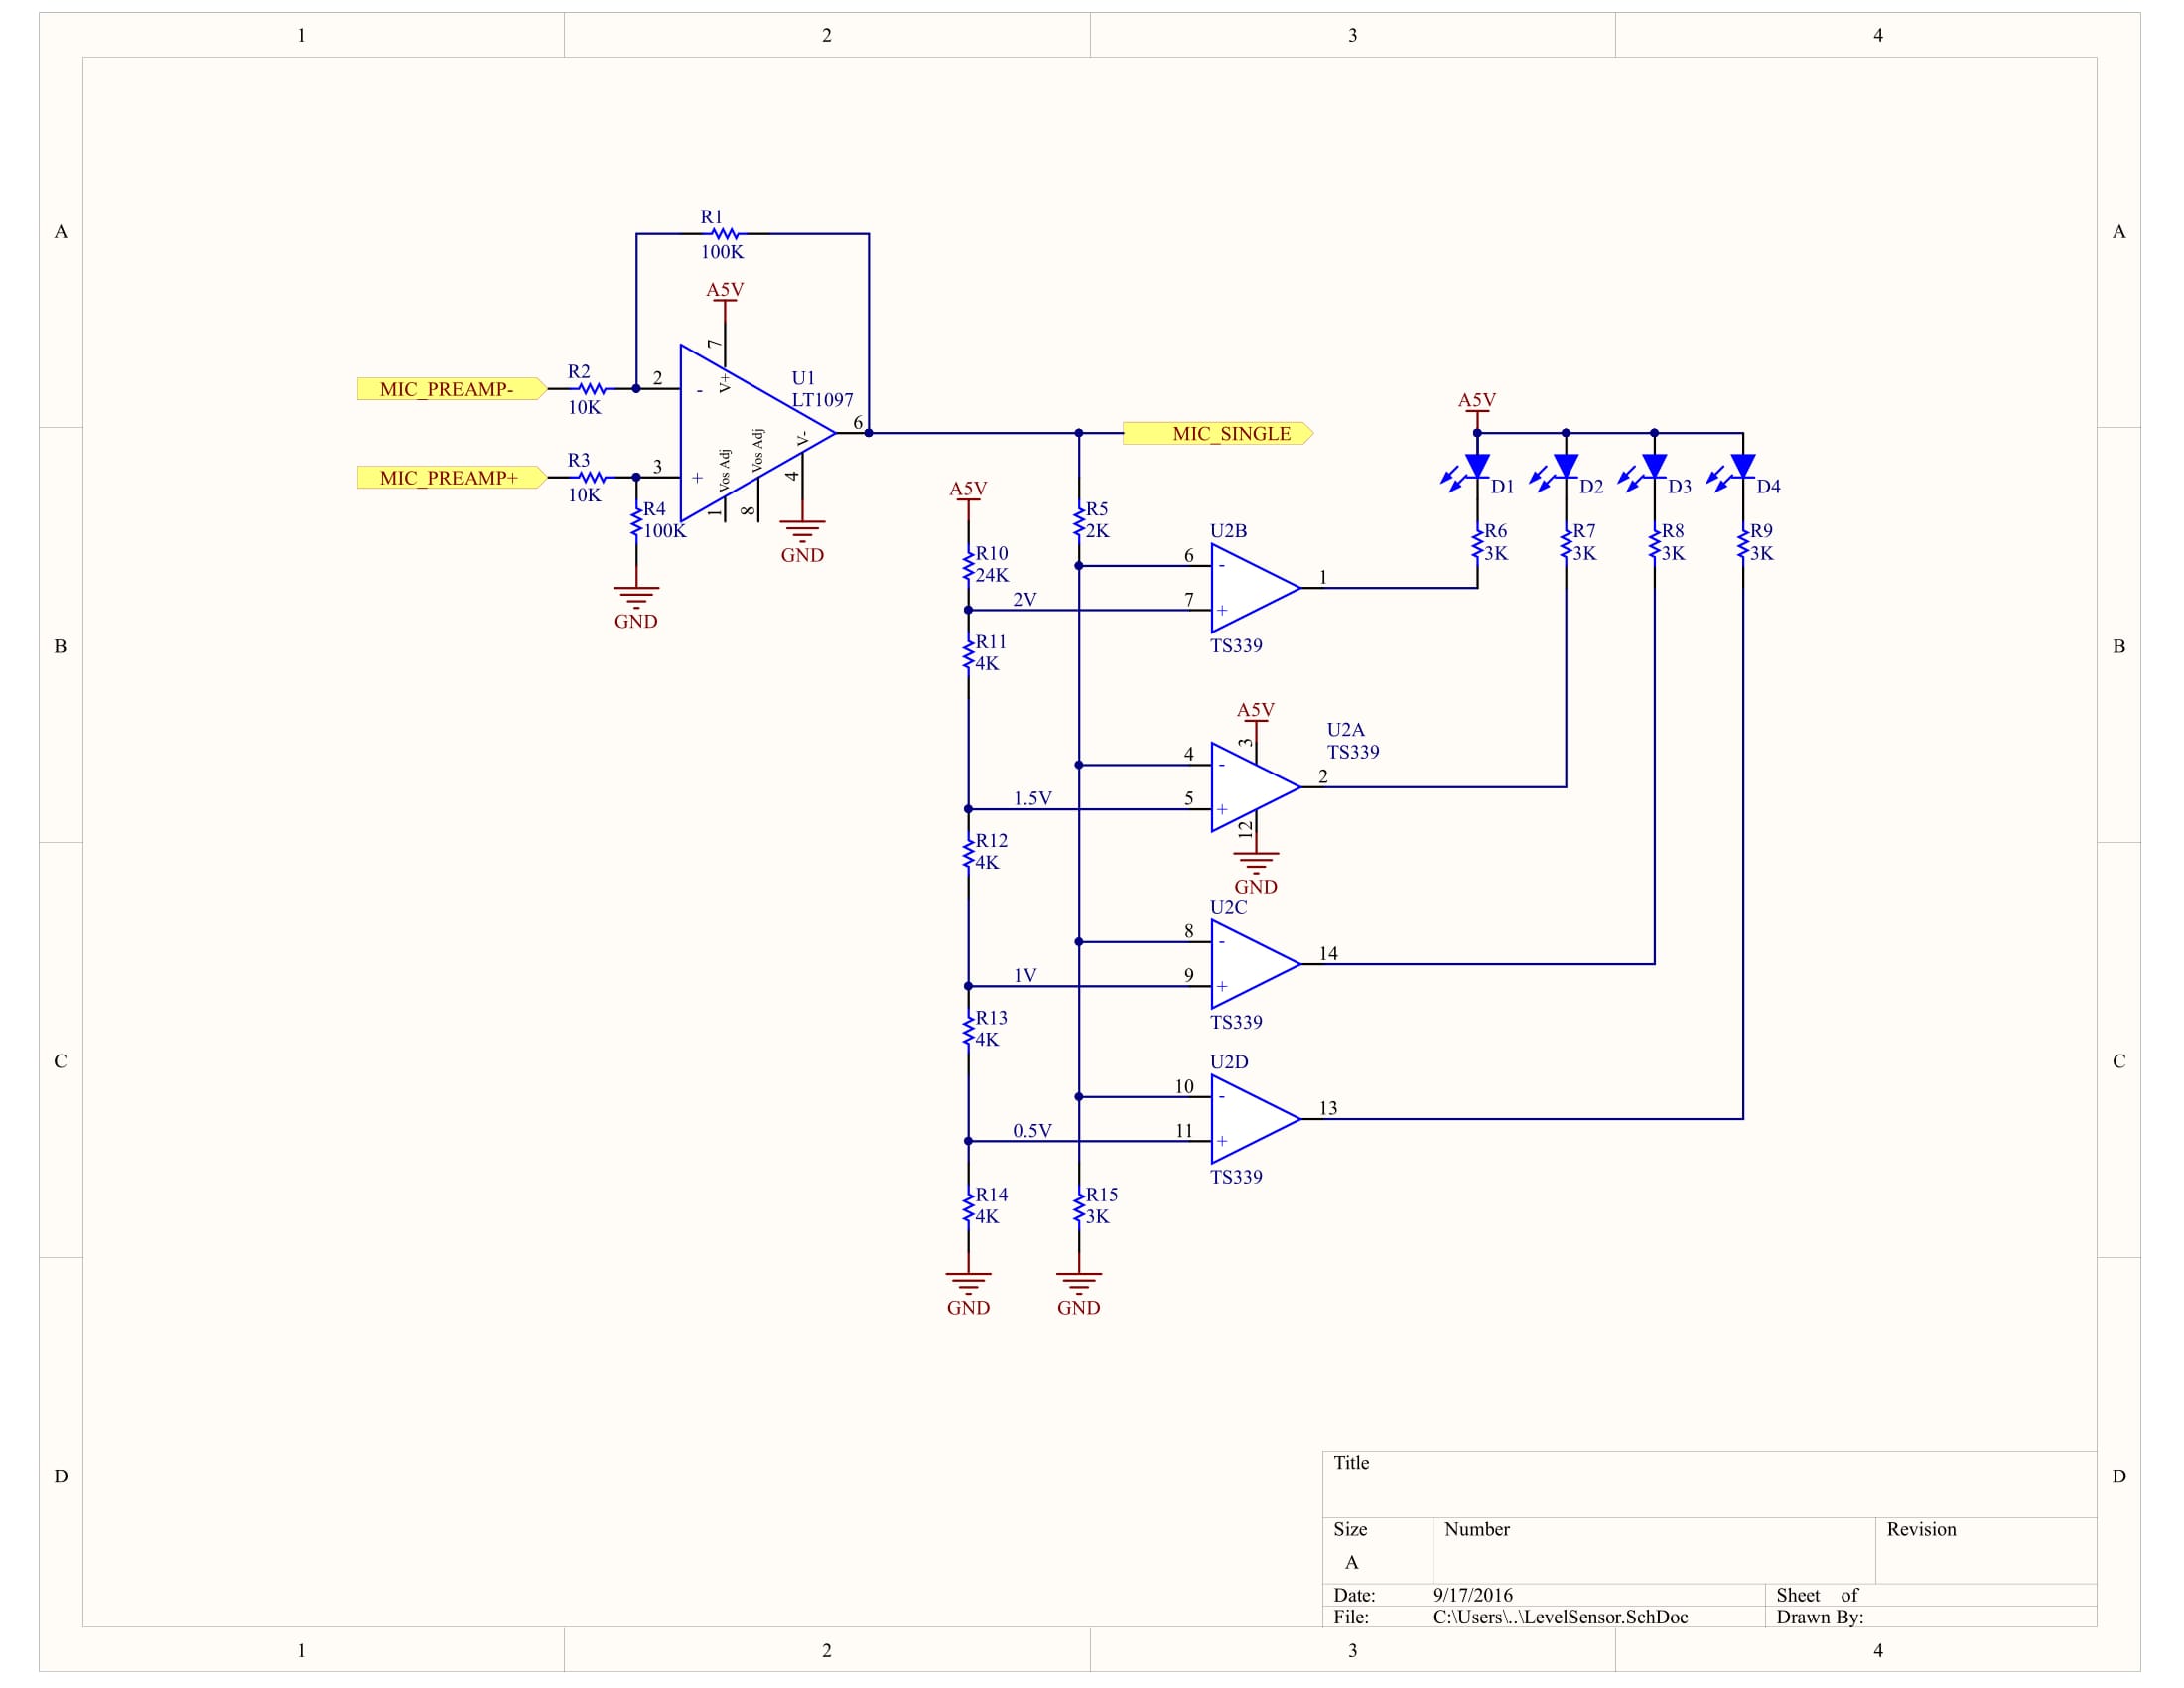 1 2 3 4
A A
R1
100K
A5V
7
V+
MIC_PREAMP-
R2
10K
2
-
U1
LT1097
6
MIC_PREAMP+
R3
10K
3
+
Vos Adj
Vos Adj
V-
1
8
4
R4
100K
GND
GND
MIC_SINGLE
A5V
D1
D2
D3
D4
R6
3K
R7
3K
R8
3K
R9
3K
A5V
R5
2K
R10
24K
U2B
6
-
1
2V
7
+
TS339
B B
R11
4K
A5V
U2A
TS339
3
4
-
2
1.5V
5
+
12
GND
R12
4K
U2C
8
-
14
1V
9
+
TS339
R13
4K
C C
U2D
10
-
13
0.5V
11
+
TS339
R14
4K
R15
3K
GND
GND
D D
Title
Size
A
Number
Revision
Date: 9/17/2016
Sheet of
File: C:\Users\..\LevelSensor.SchDoc
Drawn By:
1 2 3 4